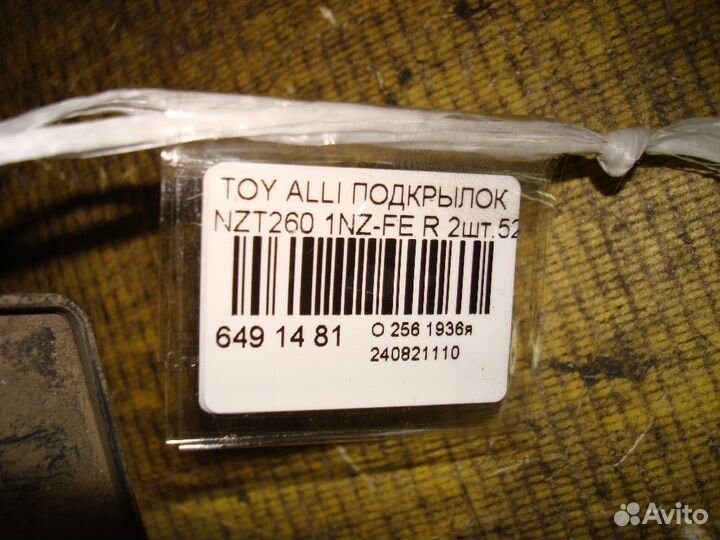 TOY ALLI ПОДКРЫЛОК
NZT260 1NZ-FE R 2шт.52
649 14 81
О 256 1936я
240821110
Avito